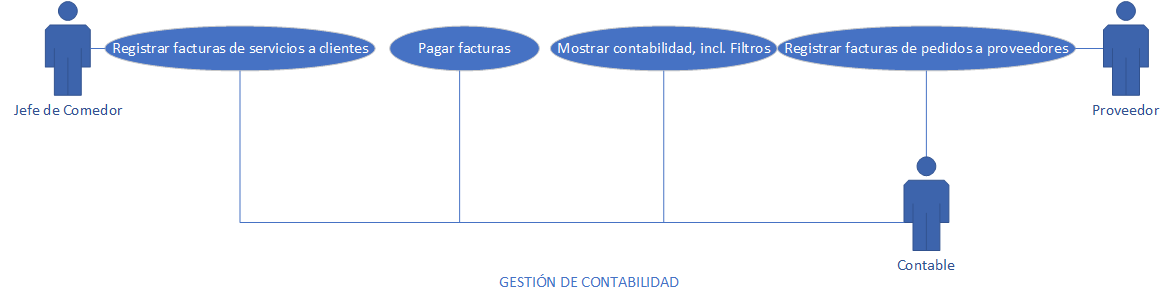 Registrar facturas de servicios a clientes
Pagar facturas
Mostrar contabilidad, incl. Filtros
Registrar facturas de pedidos a proveedores
Jefe de Comedor
Proveedor
Contable
GESTIÓN DE CONTABILIDAD